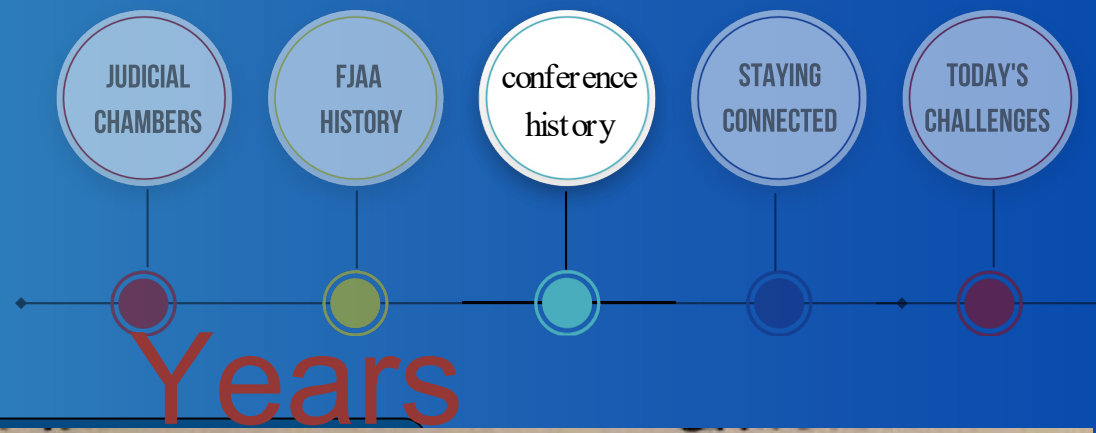 JUDICIAL
CHAMBERS
FJAA
HISTORY
conference
history
STAYING
CONNECTED
TODAY'S
CHALLENGES
Years